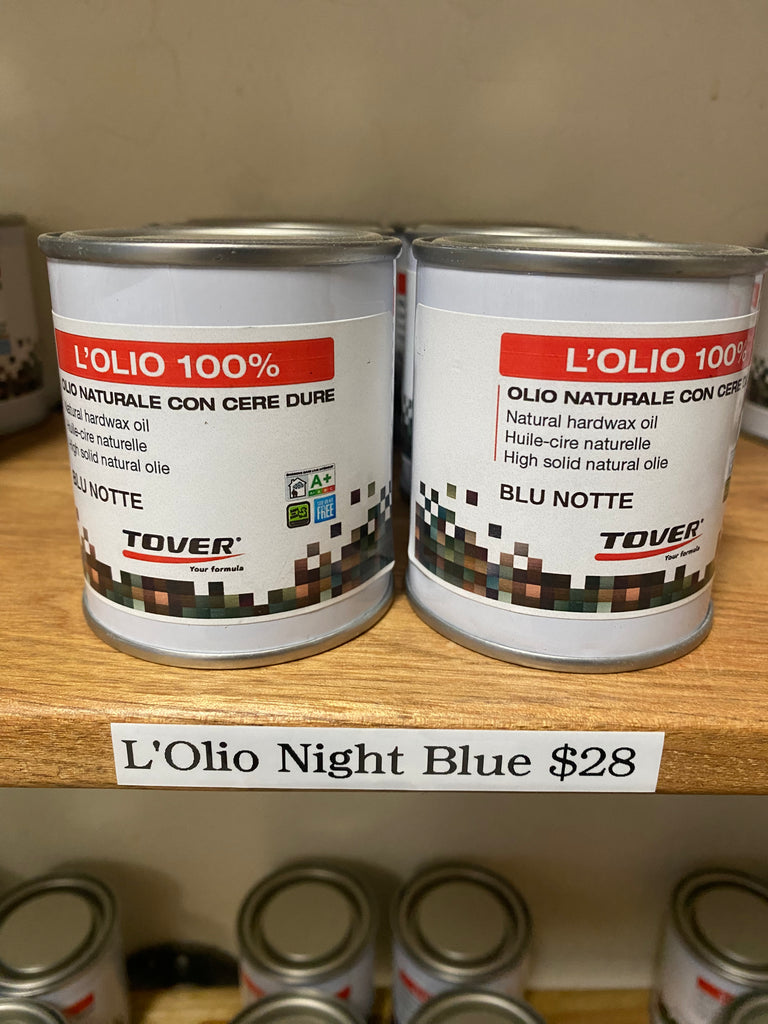 L'OLIO 100%
OLIO NATURALE CON CERE DURE
Natural hardwax oil
Huile-cire naturelle
High solid natural olie
BLU NOTTE
A+
FREE
TOVER®
Your formula
L'OLIO 100%
OLIO NATURALE CON CERE
Natural hardwax oil
Huile-cire naturelle
High solid natural olie
BLU NOTTE
TOVER®
Your formula
L'Olio Night Blue $28